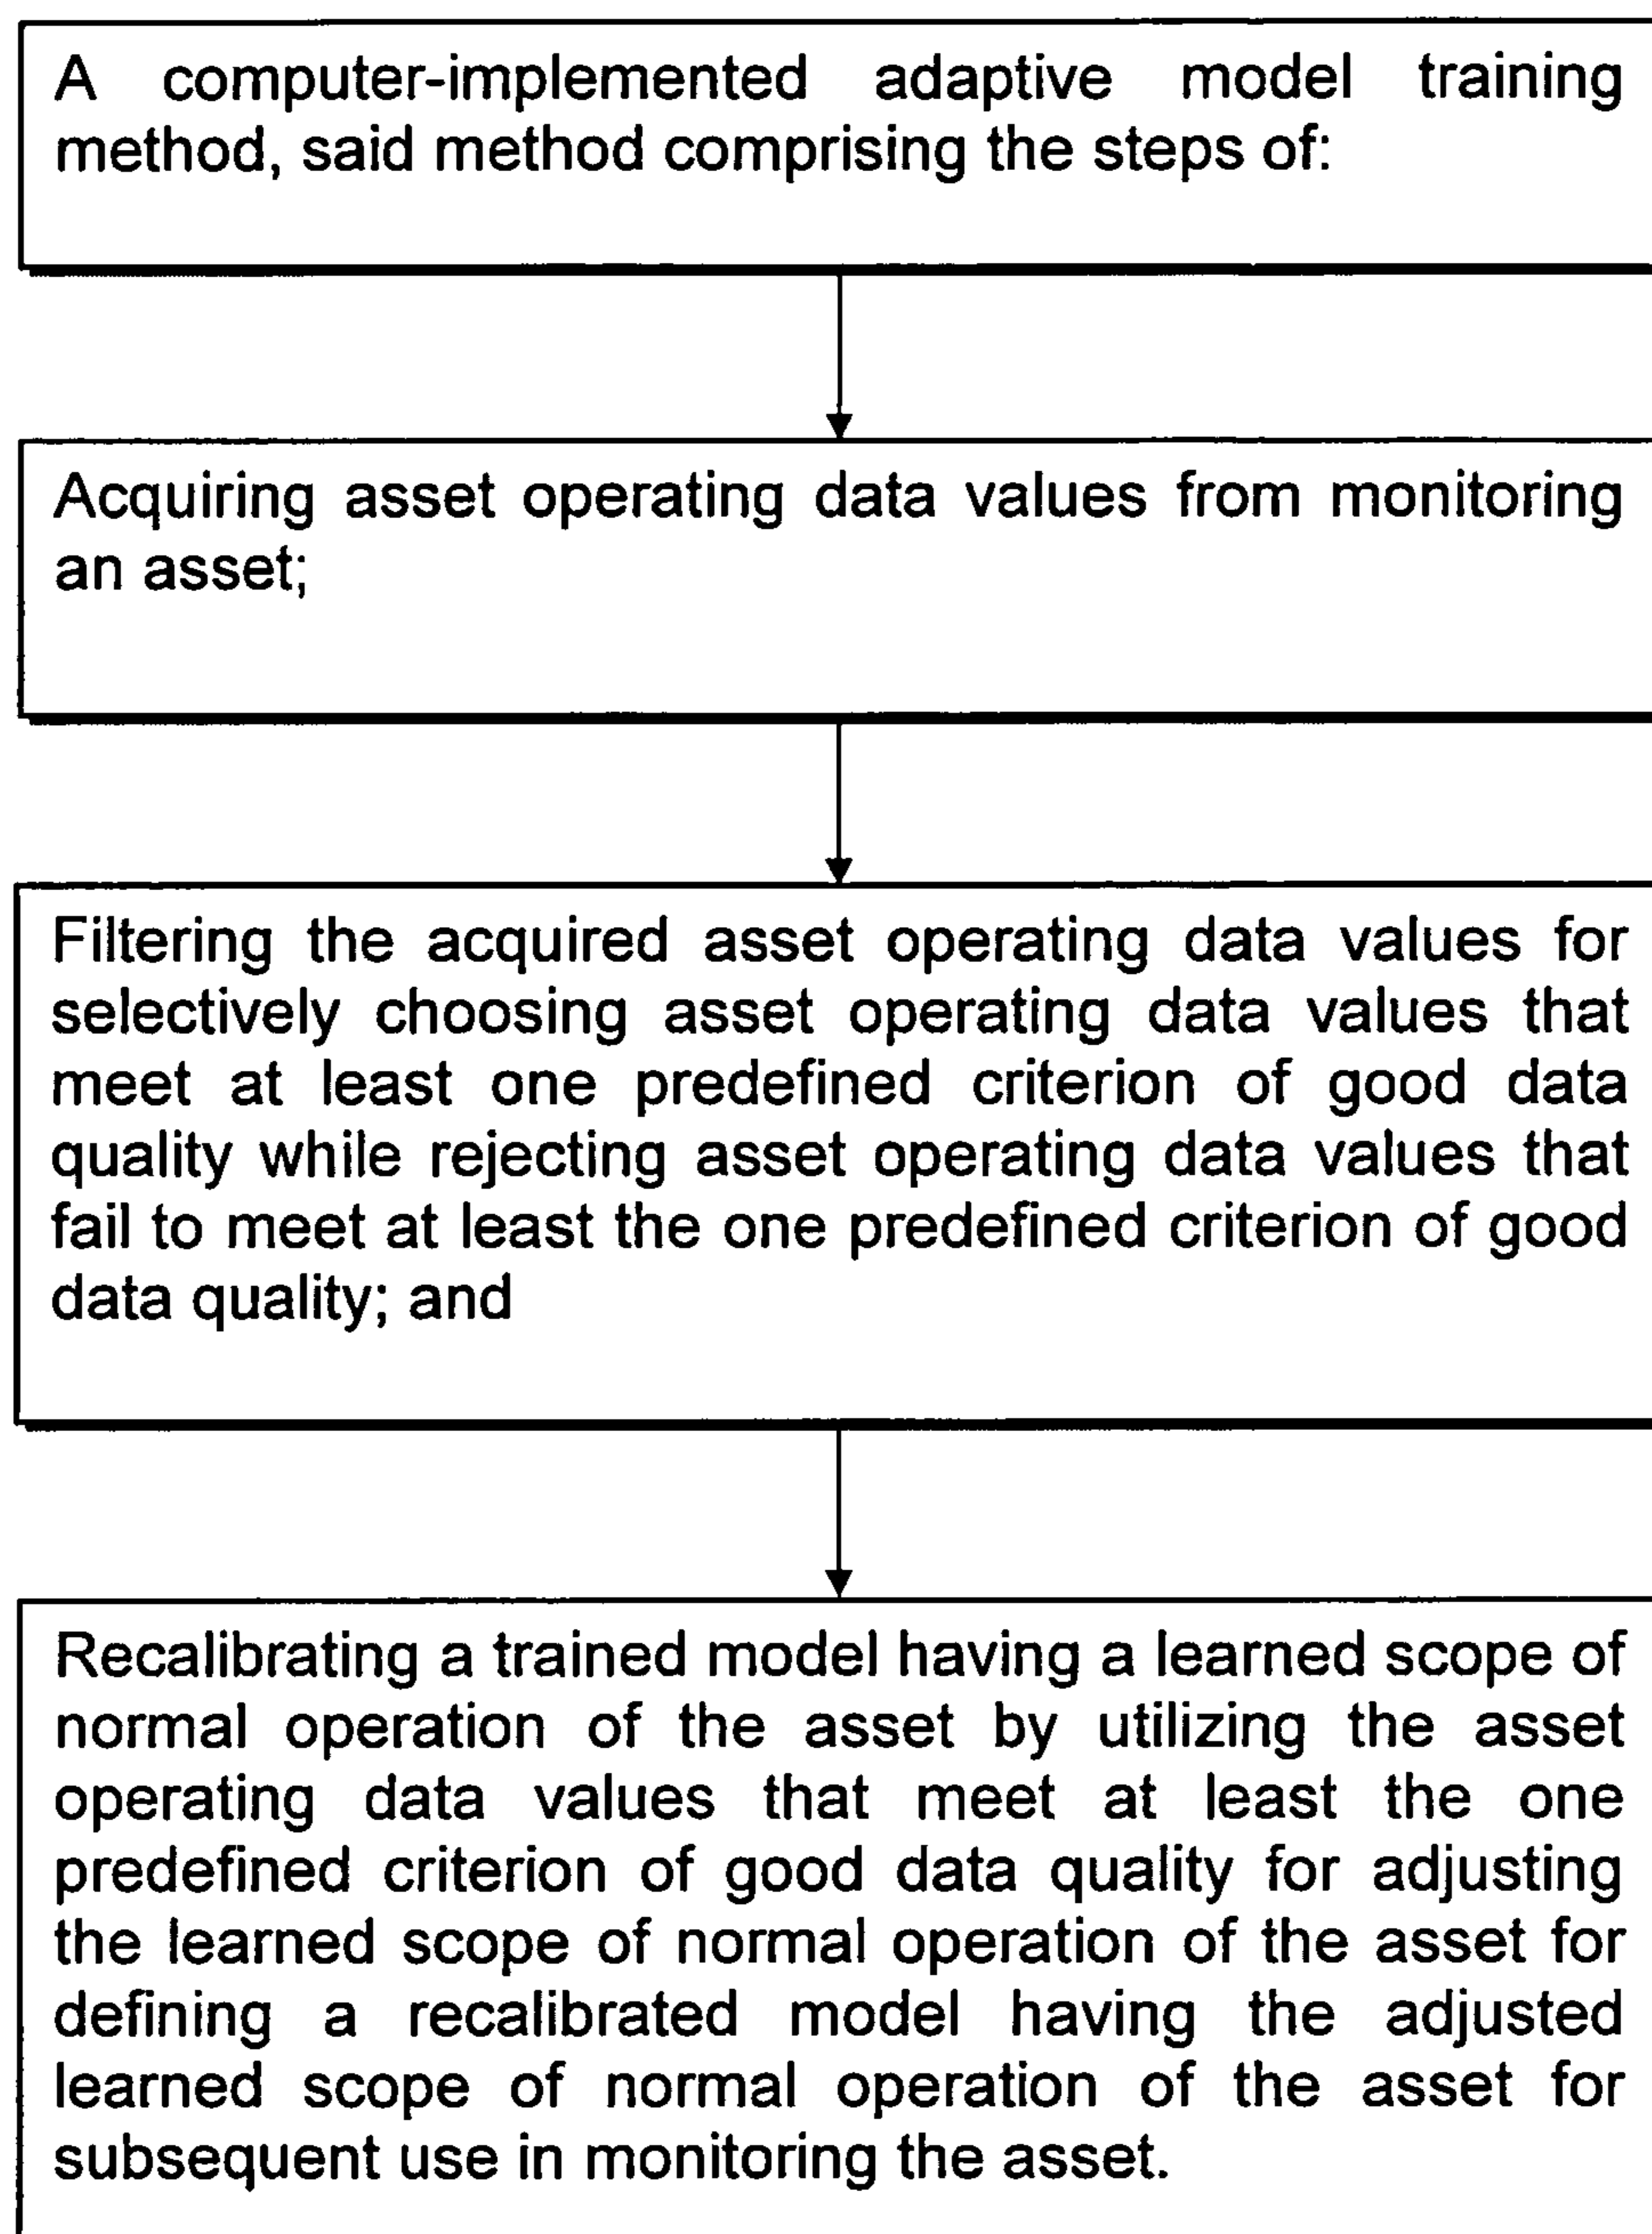 A computer-implemented adaptive model training
method, said method comprising the steps of:
Acquiring asset operating data values from monitoring
an asset;
Filtering the acquired asset operating data values for
selectively choosing asset operating data values that
meet at least one predefined criterion of good data
quality while rejecting asset operating data values that
fail to meet at least the one predefined criterion of good
data quality; and
Recalibrating a trained model having a learned scope of
normal operation of the asset by utilizing the asset
operating data values that meet at least the one
predefined criterion of good data quality for adjusting
the learned scope of normal operation of the asset for
defining a recalibrated model having the adjusted
learned scope of normal operation of the asset for
subsequent use in monitoring the asset.